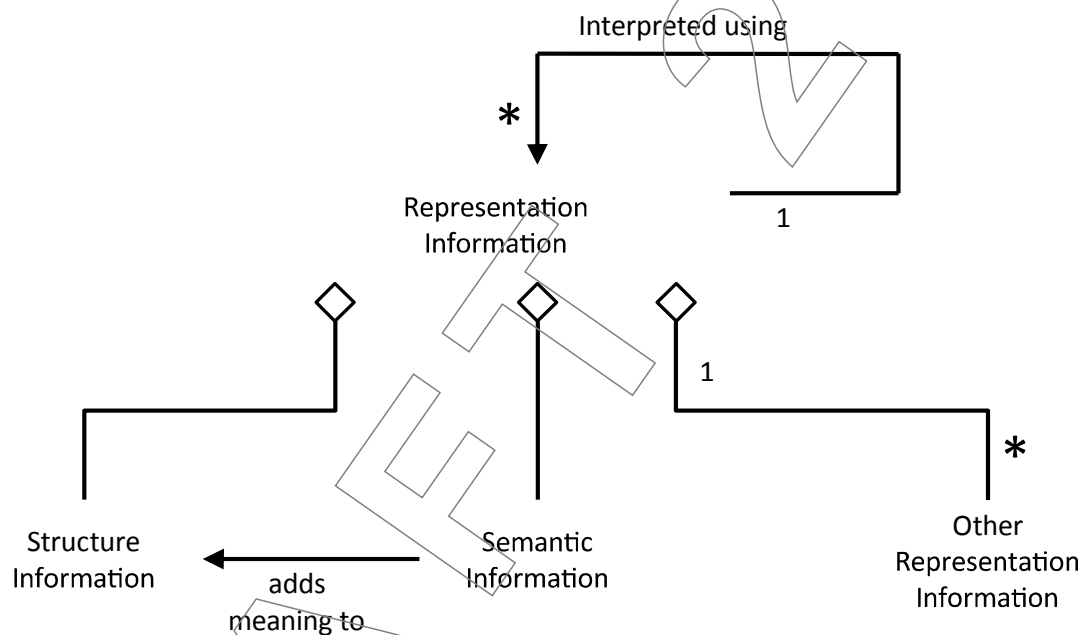 Interpreted using
*
1
Representation
Information
1
*
Structure
Information
adds
meaning to
Semantic
Information
Other
Representation
Information